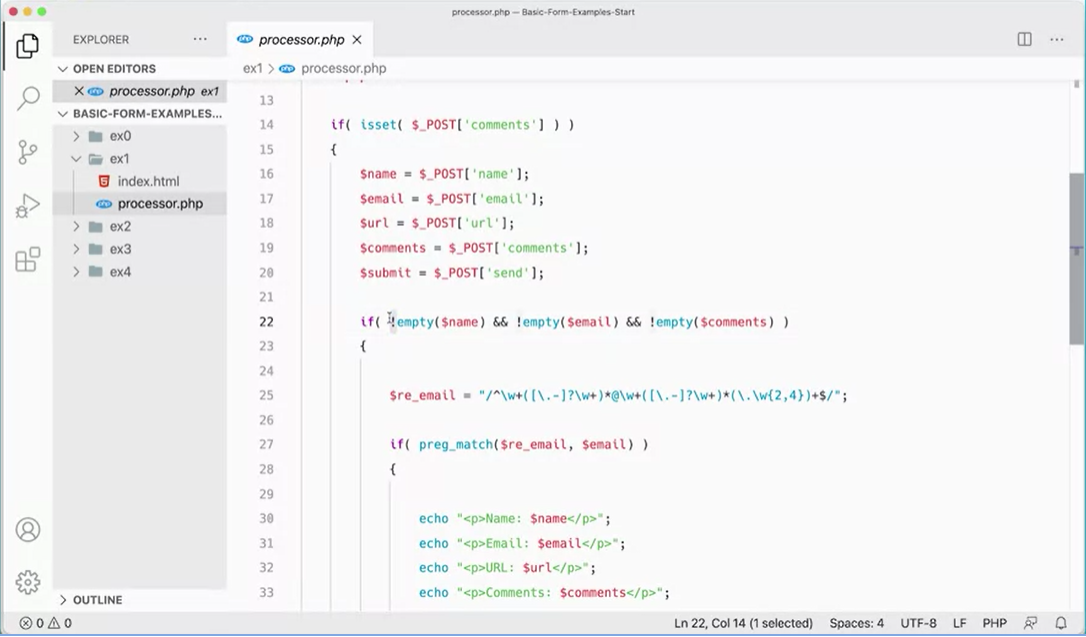 processor.php — Basic-Form-Examples-Start
EXPLORER ···
processor.php ×
OPEN EDITORS
× processor.php ex1
BASIC-FORM-EXAMPLES...
ex0
ex1
index.html
processor.php
ex2
ex3
ex4
OUTLINE
ex1 > processor.php
13
14 if( isset( $_POST['comments'] ) )
15 {
16 $name = $_POST['name'];
17 $email = $_POST['email'];
18 $url = $_POST['url'];
19 $comments = $_POST['comments'];
20 $submit = $_POST['send'];
21
22 if( !empty($name) && !empty($email) && !empty($comments) )
23 {
24
25 $re_email = "/^\w+([\.-]?\w+)*@\w+([\.-]?\w+)*(\.\w{2,4})+$/";
26
27 if( preg_match($re_email, $email) )
28 {
29
30 echo "<p>Name: $name</p>";
31 echo "<p>Email: $email</p>";
32 echo "<p>URL: $url</p>";
33 echo "<p>Comments: $comments</p>";
0 0 Ln 22, Col 14 (1 selected) Spaces: 4 UTF-8 LF PHP